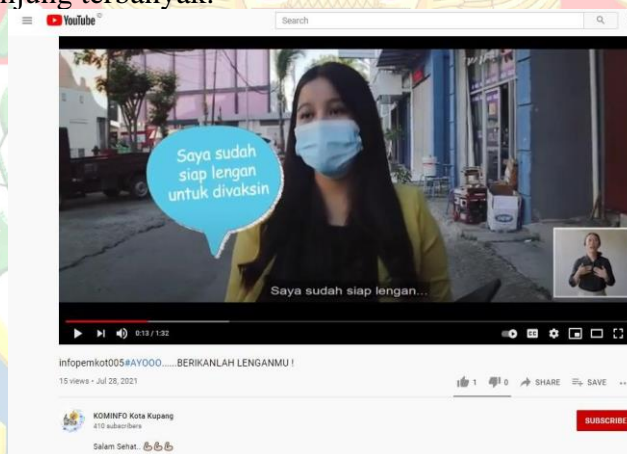 njung terbanyak.
YouTube ID
Search
Saya sudah
siap lengan
untuk divaksin
Saya sudah siap lengan...
0:13 / 1:32
infopemkot005#AYOOO......BERIKANLAH LENGANMU !
15 views • Jul 28, 2021
1
0
SHARE
SAVE
...
KOMINFO Kota Kupang
410 subscribers
SUBSCRIBE
Salam Sehat.. 💪💪💪